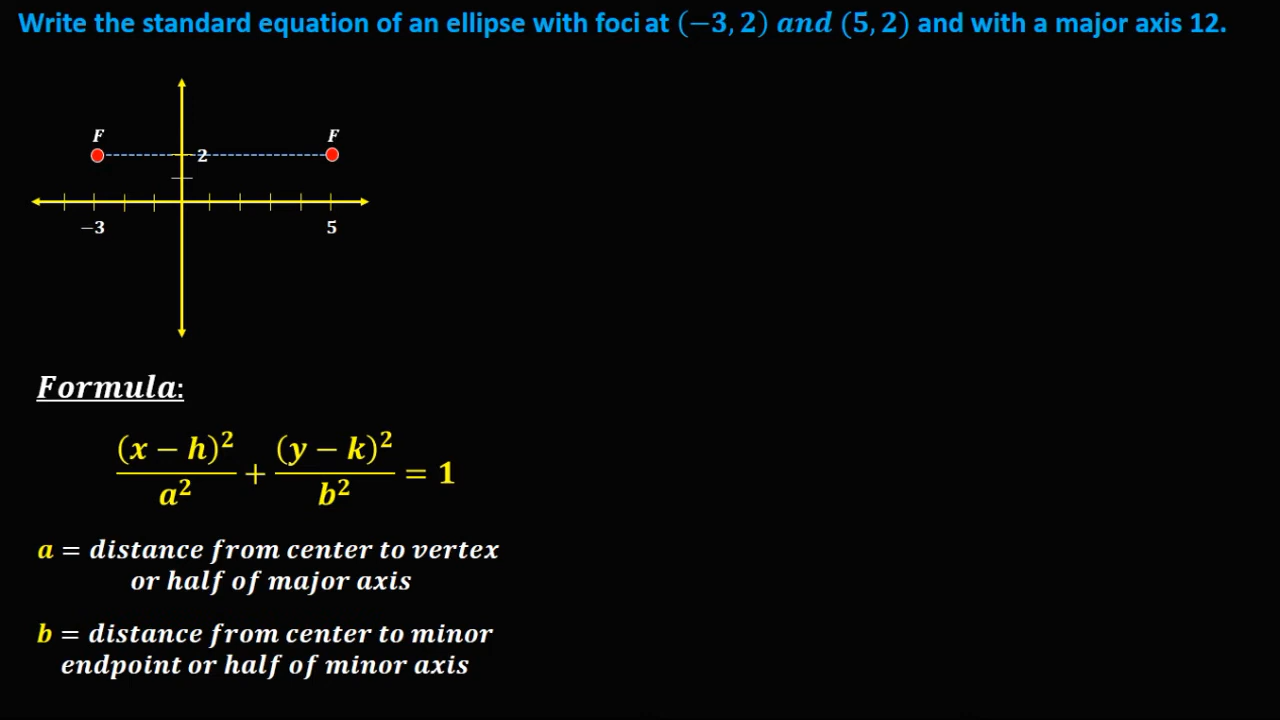 Write the standard equation of an ellipse with foci at (−3, 2) and (5, 2) and with a major axis 12.
F F
2
−3 5
Formula:
(x − h)²/a² + (y − k)²/b² = 1
a = distance from center to vertex
or half of major axis
b = distance from center to minor
endpoint or half of minor axis